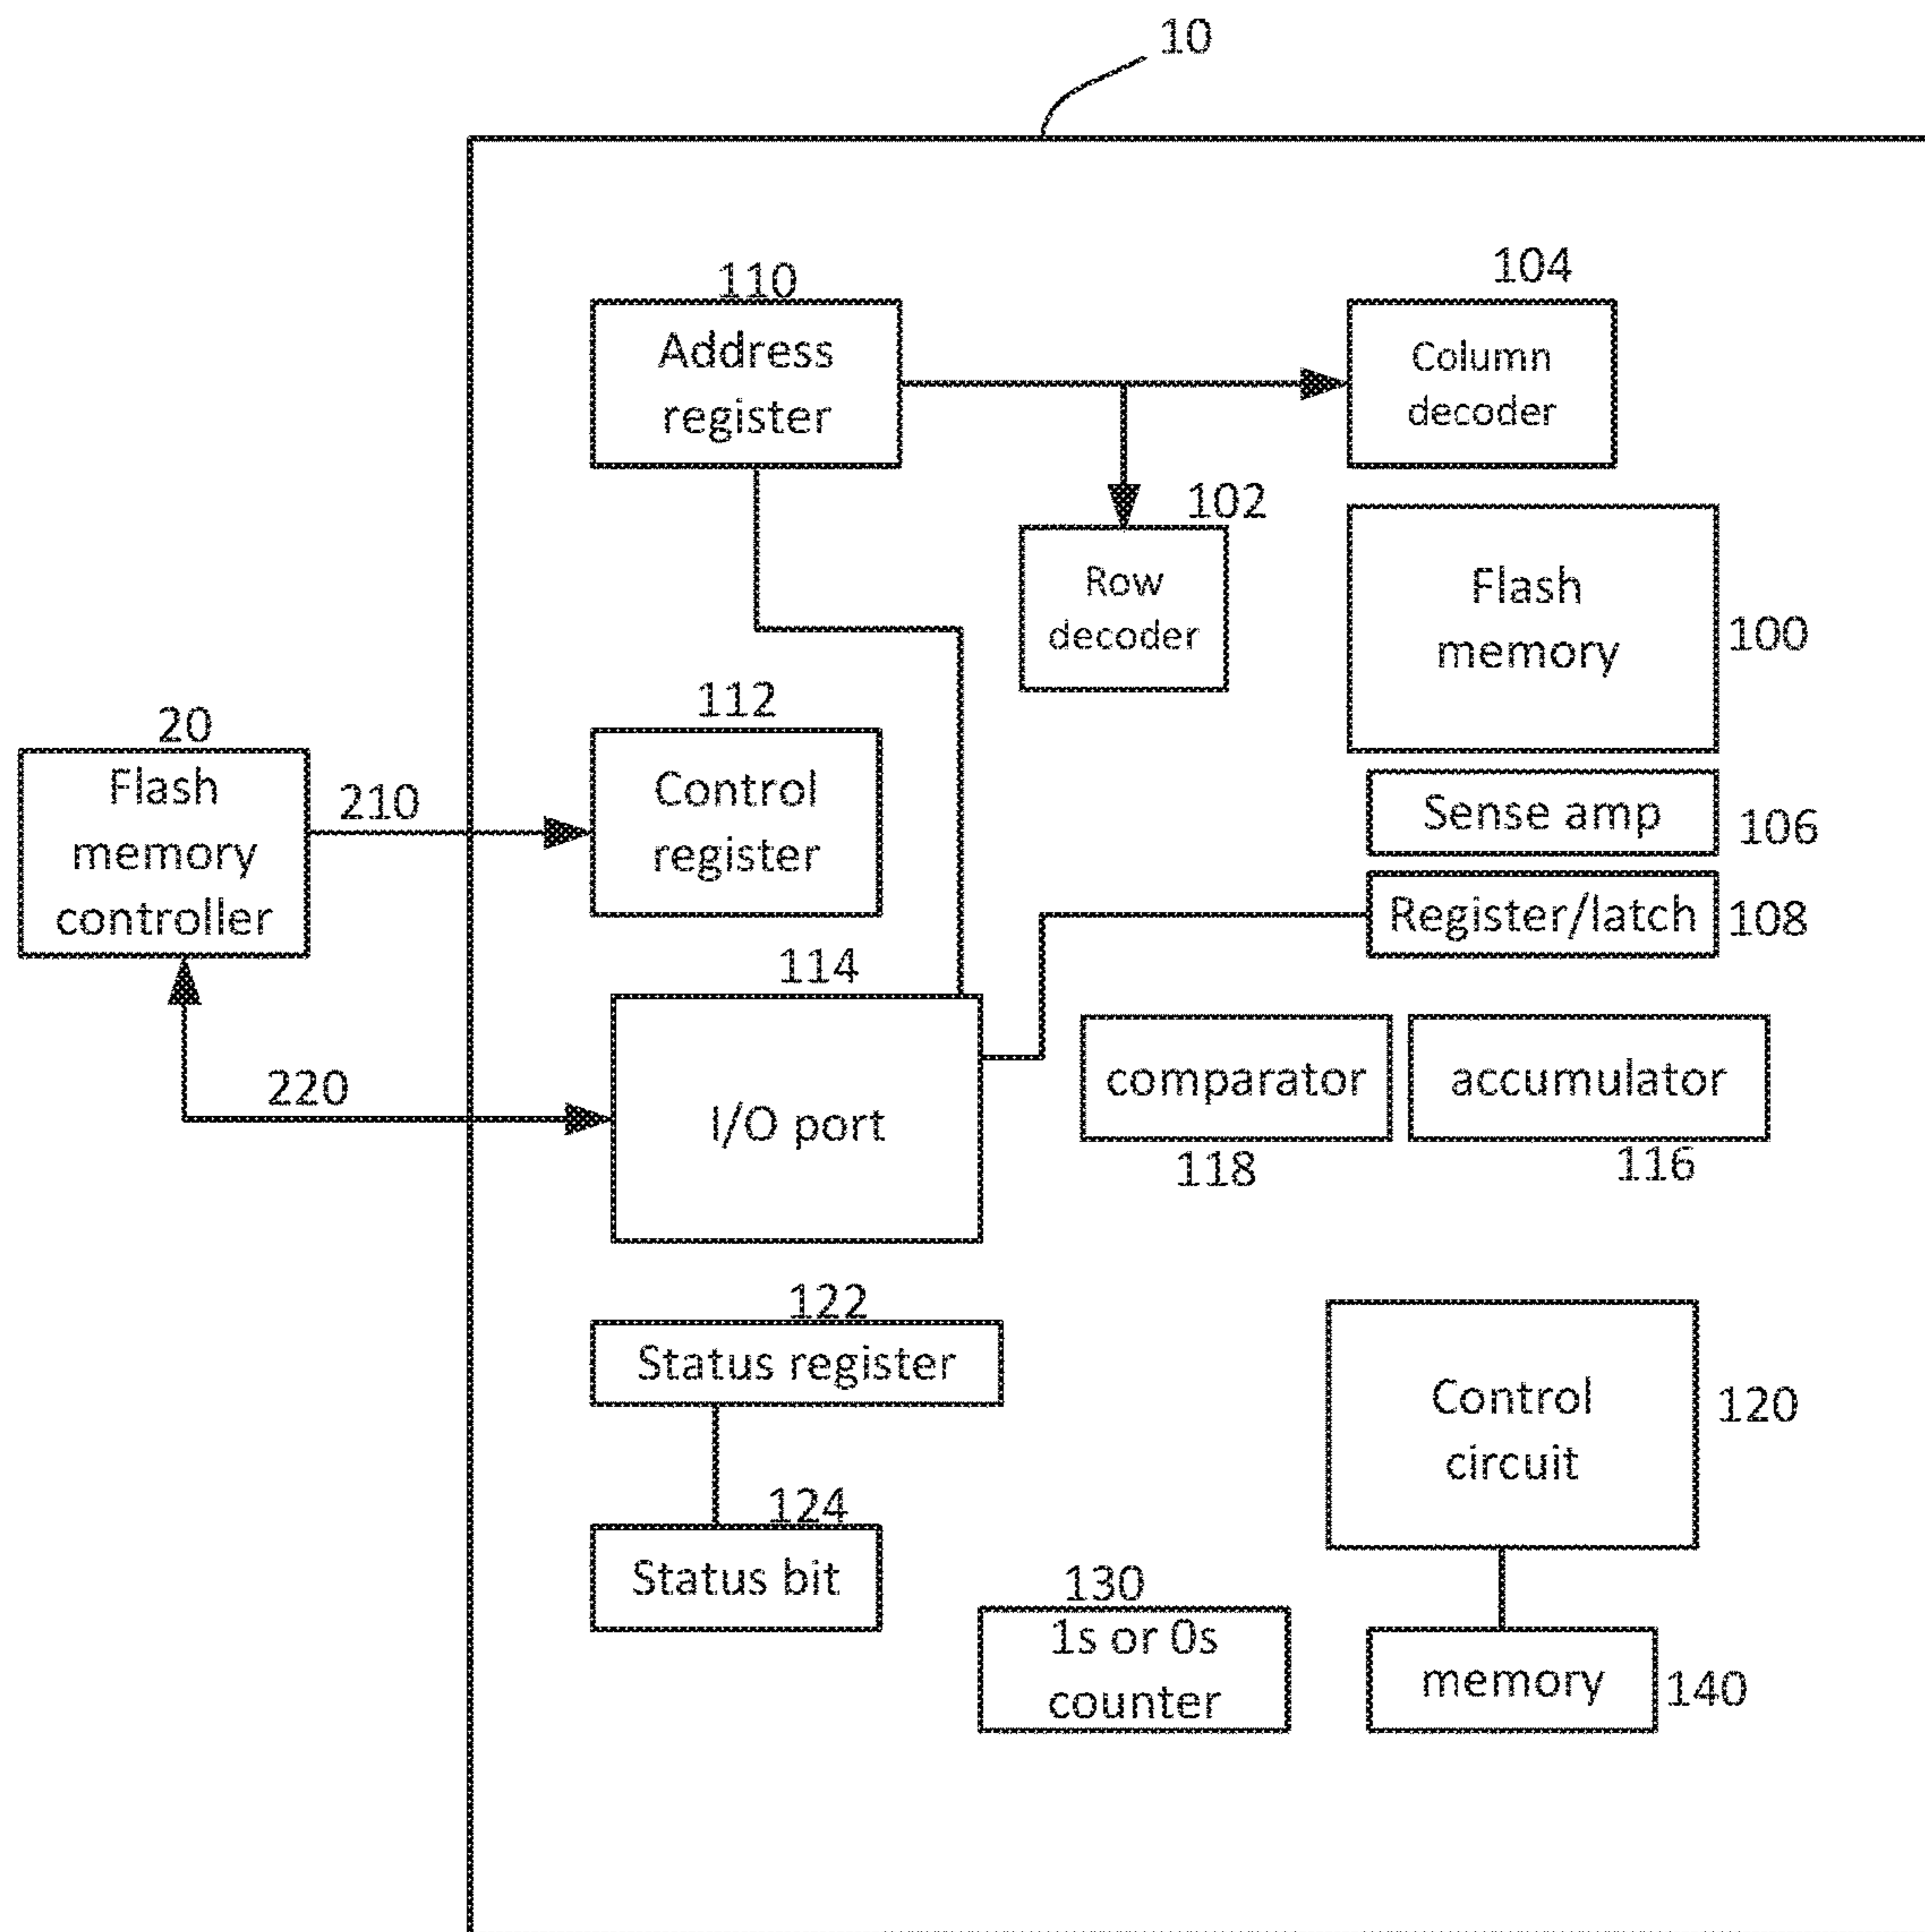 10
110
Address
register
104
Column
decoder
102
Row
decoder
Flash
memory
100
20
Flash
memory
controller
210
112
Control
register
Sense amp
106
Register/latch
108
114
I/O port
220
comparator
118
accumulator
116
122
Status register
124
Status bit
Control
circuit
120
130
1s or 0s
counter
memory
140